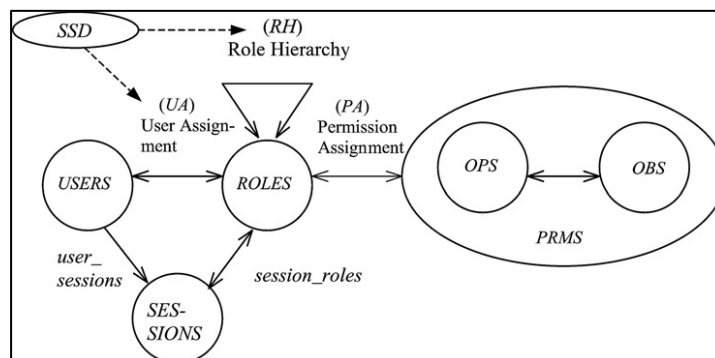 SSD
(RH)
Role Hierarchy
(UA)
User Assign-
ment
(PA)
Permission
Assignment
USERS
ROLES
OPS
OBS
PRMS
user_
sessions
session_roles
SES-
SIONS